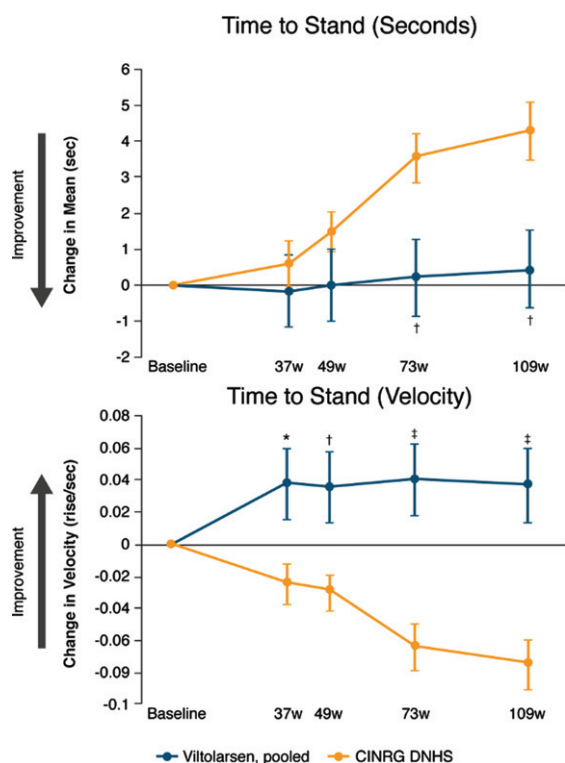 Time to Stand (Seconds)
6
5
4
3
2
1
0
-1
-2
Improvement
Change in Mean (sec)
† †
Baseline 37w 49w 73w 109w
Time to Stand (Velocity)
0.08
0.06
0.04
0.02
0
-0.02
-0.04
-0.06
-0.09
-0.1
Improvement
Change in Velocity (rise/sec)
* † ‡ ‡
Baseline 37w 49w 73w 109w
Viltolarsen, pooled CINRG DNHS